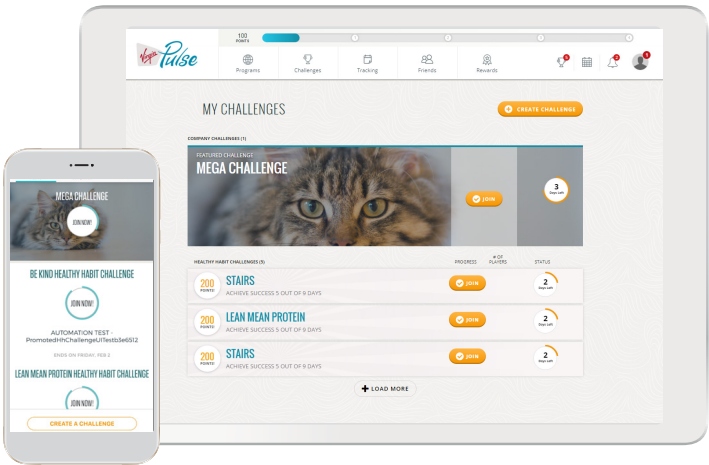 Virgin Pulse
100
POINTS
Programs
Challenges
Tracking
Friends
Rewards
MY CHALLENGES
CREATE CHALLENGE
COMPANY CHALLENGES (1)
FEATURED CHALLENGE
MEGA CHALLENGE
JOIN
3
Days Left
HEALTHY HABIT CHALLENGES (5)
PROGRESS
# OF
PLAYERS
STATUS
200
POINTS!
STAIRS
ACHIEVE SUCCESS 5 OUT OF 9 DAYS
JOIN
2
Days Left
200
POINTS!
LEAN MEAN PROTEIN
ACHIEVE SUCCESS 5 OUT OF 9 DAYS
JOIN
2
Days Left
200
POINTS!
STAIRS
ACHIEVE SUCCESS 5 OUT OF 9 DAYS
JOIN
2
Days Left
LOAD MORE
MEGA CHALLENGE
JOIN NOW!
BE KIND HEALTHY HABIT CHALLENGE
JOIN NOW!
AUTOMATION TEST -
PromotedHhChallengeUITestb3e6512
ENDS ON FRIDAY, FEB 2
LEAN MEAN PROTEIN HEALTHY HABIT CHALLENGE
JOIN NOW!
CREATE A CHALLENGE